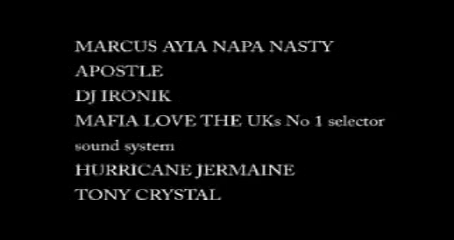 MARCUS AYIA NAPA NASTY
APOSTLE
DJ IRONIK
MAFIA LOVE THE UKs No 1 selector
sound system
HURRICANE JERMAINE
TONY CRYSTAL